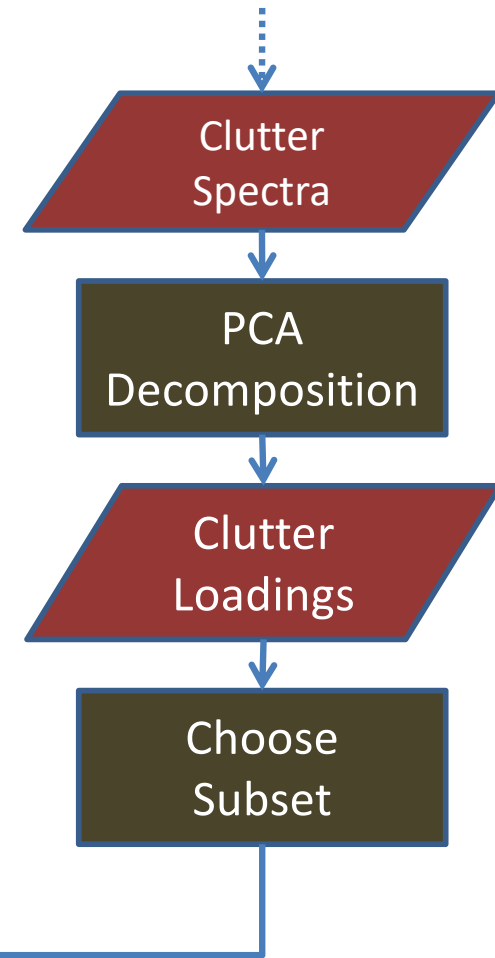 Clutter
Spectra
PCA
Decomposition
Clutter
Loadings
Choose
Subset